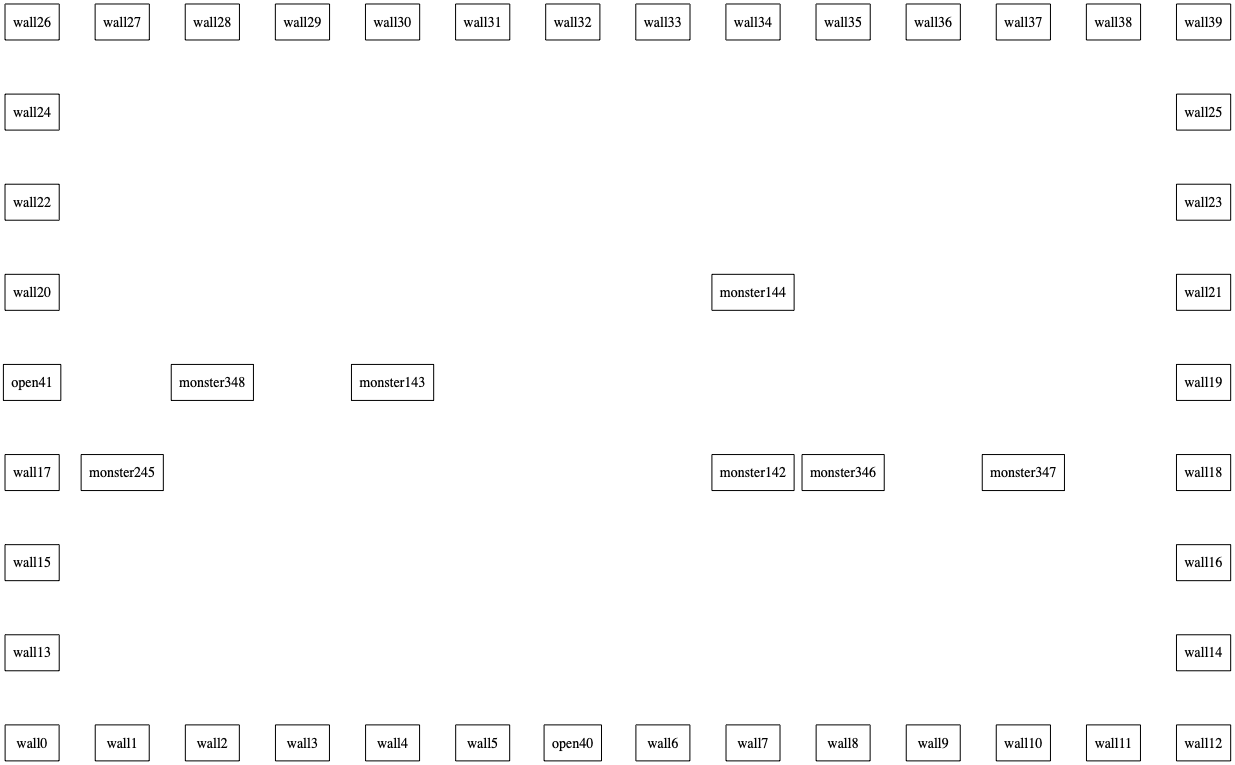 wall26 wall27 wall28 wall29 wall30 wall31 wall32 wall33 wall34 wall35 wall36 wall37 wall38 wall39
wall24 wall25
wall22 wall23
wall20 monster144 wall21
open41 monster348 monster143 wall19
wall17 monster245 monster142 monster346 monster347 wall18
wall15 wall16
wall13 wall14
wall0 wall1 wall2 wall3 wall4 wall5 open40 wall6 wall7 wall8 wall9 wall10 wall11 wall12